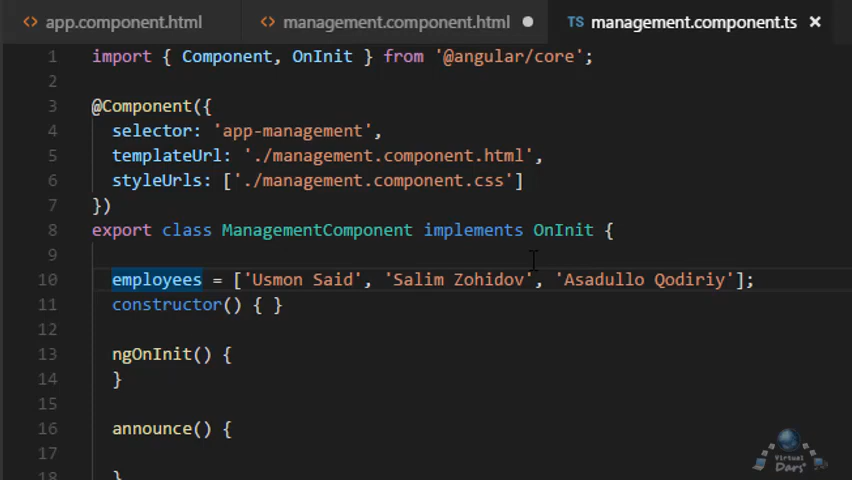 app.component.html management.component.html TS management.component.ts
1 import { Component, OnInit } from '@angular/core';
2
3 @Component({
4 selector: 'app-management',
5 templateUrl: './management.component.html',
6 styleUrls: ['./management.component.css']
7 })
8 export class ManagementComponent implements OnInit {
9
10 employees = ['Usmon Said', 'Salim Zohidov', 'Asadullo Qodiriy'];
11 constructor() { }
12
13 ngOnInit() {
14 }
15
16 announce() {
17
18 }
Virtual
Dars+